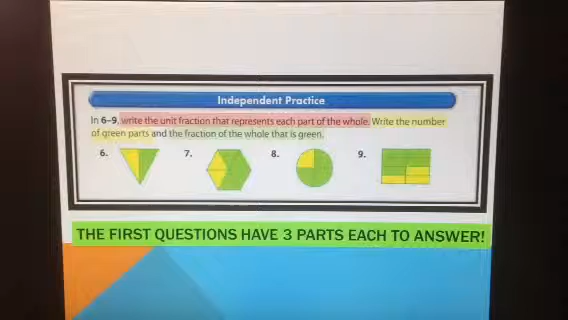 Independent Practice
In 6–9, write the unit fraction that represents each part of the whole. Write the number
of green parts and the fraction of the whole that is green.
6. 7. 8. 9.
THE FIRST QUESTIONS HAVE 3 PARTS EACH TO ANSWER!